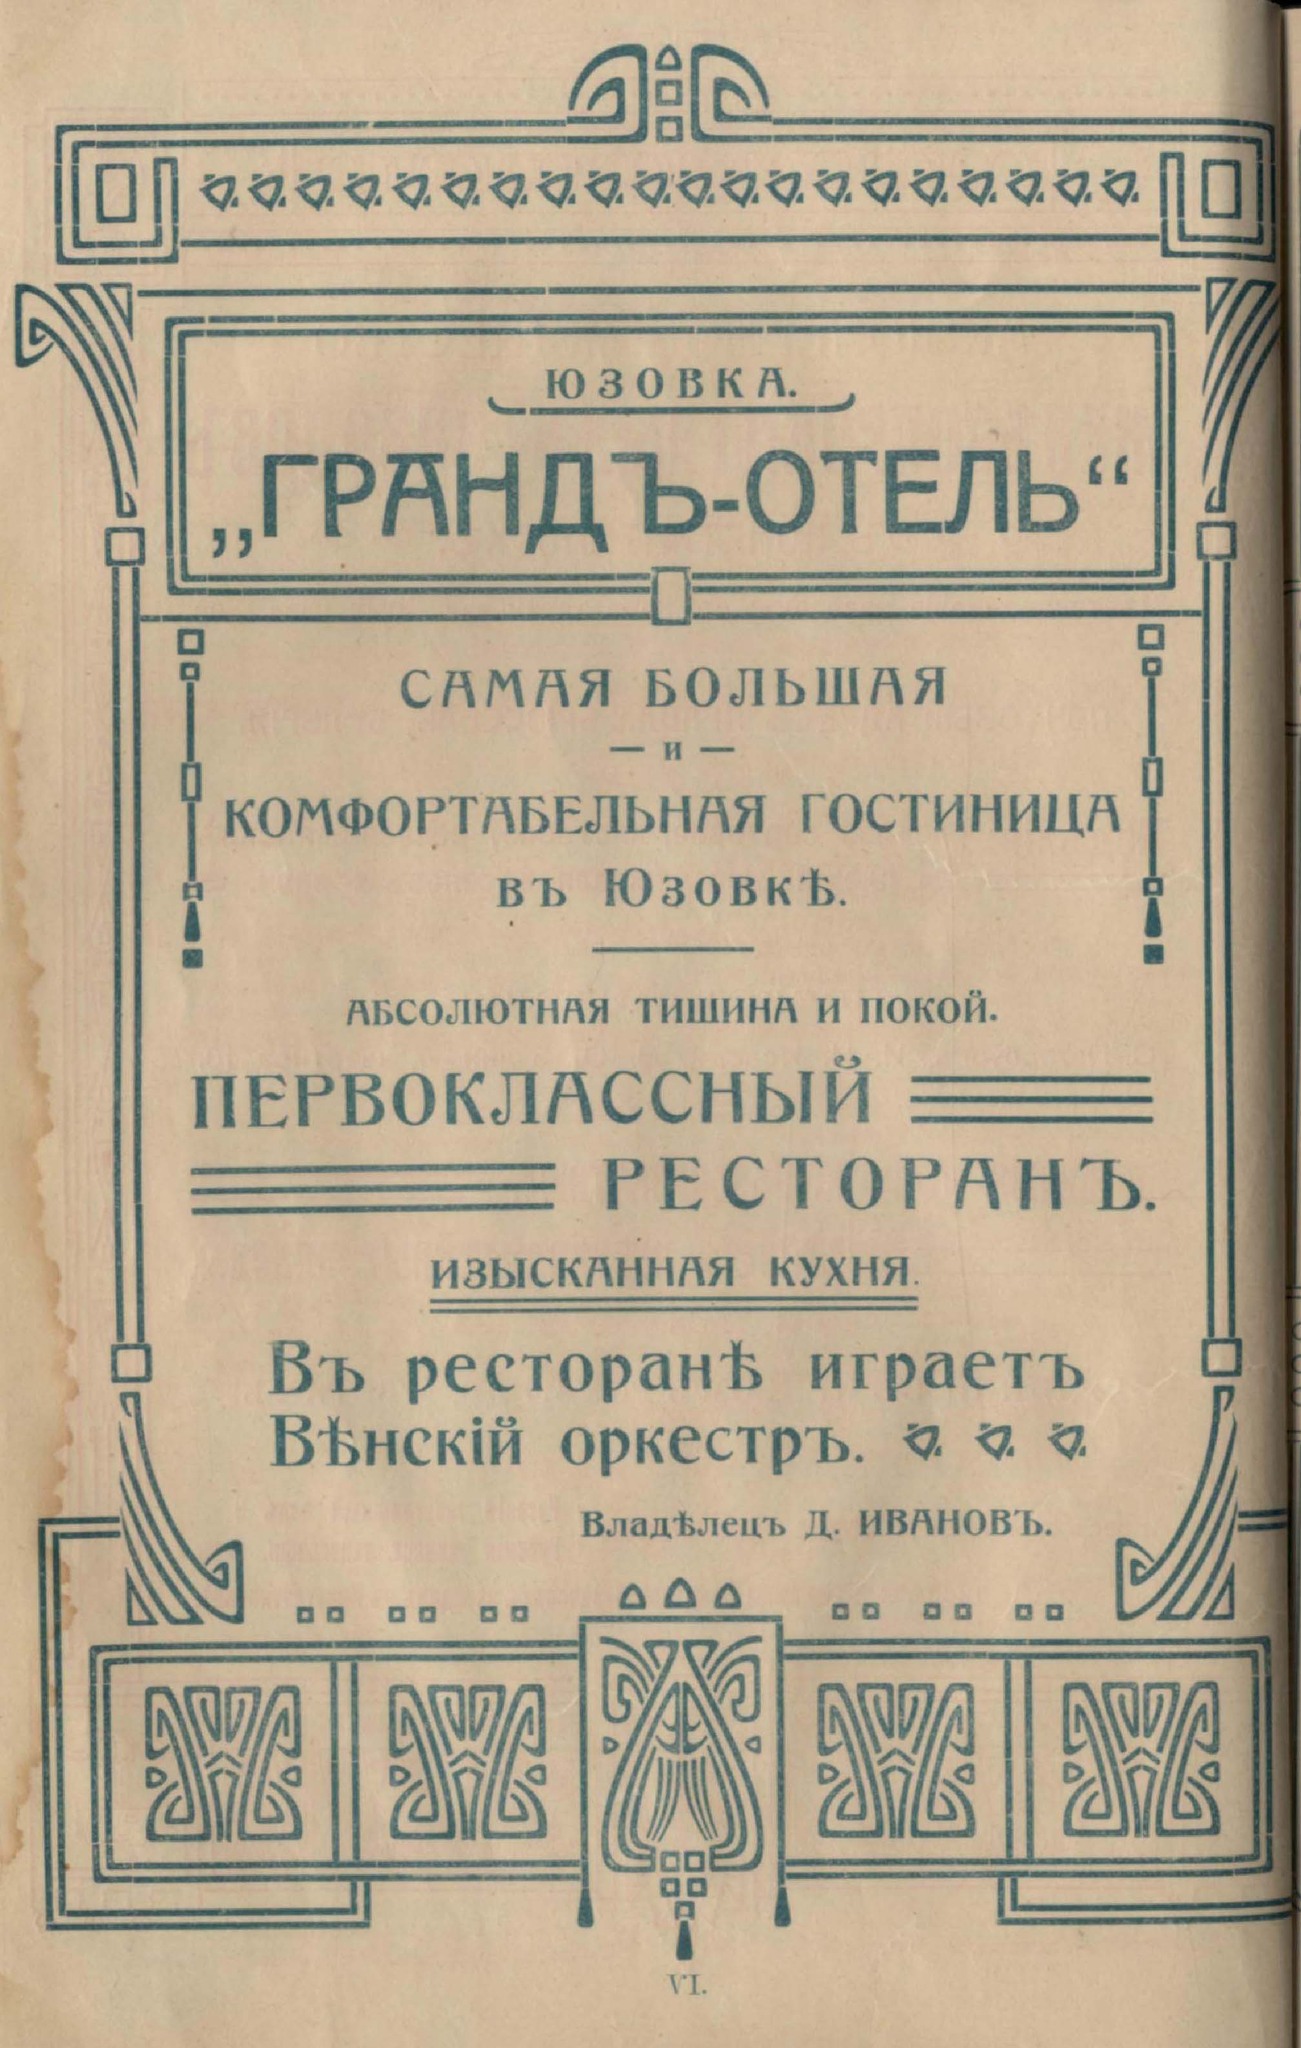 ЮЗОВКА.
„ГРАНДЪ-ОТЕЛЬ“
САМАЯ БОЛЬШАЯ
— и —
КОМФОРТАБЕЛЬНАЯ ГОСТИНИЦА
въ Юзовкѣ.
АБСОЛЮТНАЯ ТИШИНА И ПОКОЙ.
ПЕРВОКЛАССНЫЙ
РЕСТОРАНЪ.
ИЗЫСКАННАЯ КУХНЯ.
Въ ресторанѣ играетъ
Вѣнскій оркестръ.
Владѣлецъ Д. ИВАНОВЪ.
VI.